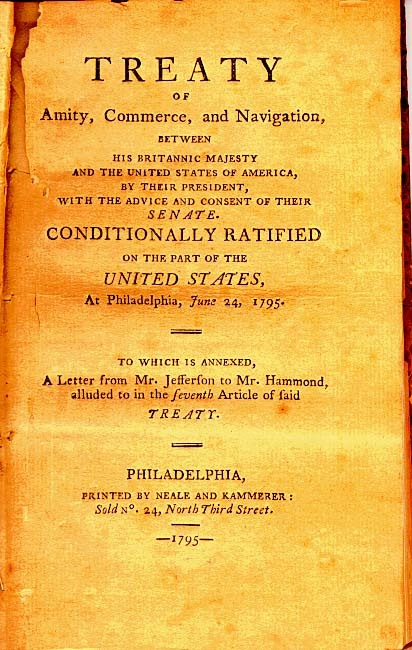 TREATY
OF
Amity, Commerce, and Navigation,
BETWEEN
HIS BRITANNIC MAJESTY
AND THE UNITED STATES OF AMERICA,
BY THEIR PRESIDENT,
WITH THE ADVICE AND CONSENT OF THEIR
SENATE.
CONDITIONALLY RATIFIED
ON THE PART OF THE
UNITED STATES,
At Philadelphia, June 24, 1795.
TO WHICH IS ANNEXED,
A Letter from Mr. Jefferſon to Mr. Hammond,
alluded to in the ſeventh Article of ſaid
TREATY.
PHILADELPHIA,
PRINTED BY NEALE AND KAMMERER:
Sold No. 24, North Third Street.
—1795—